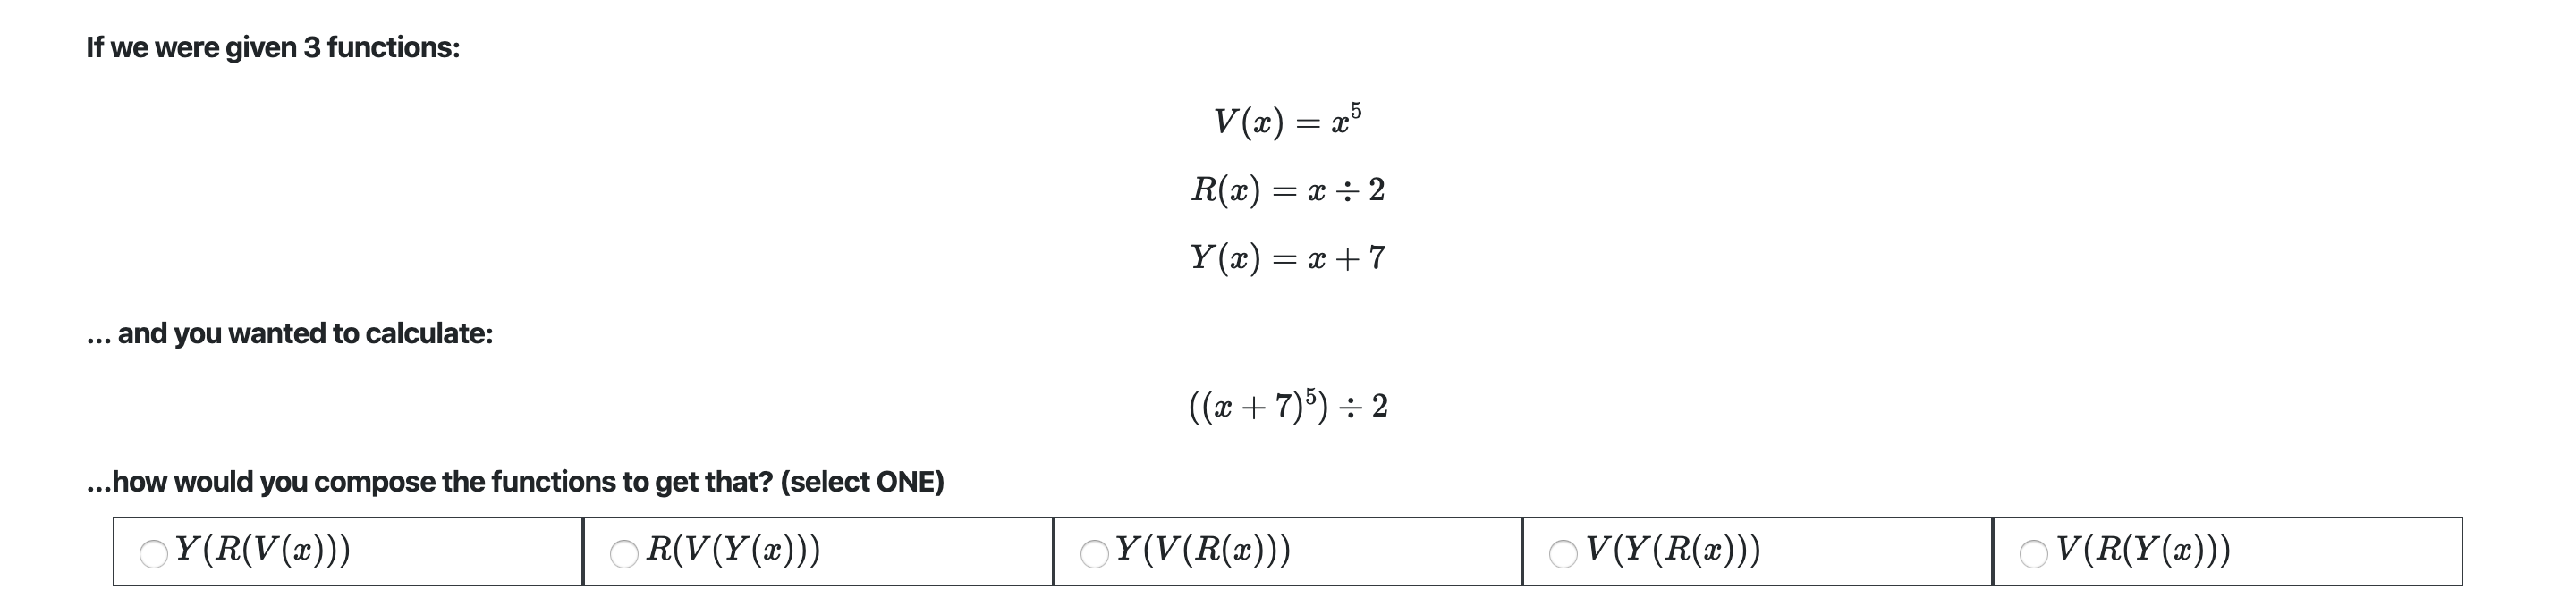 If we were given 3 functions:
V(x) = x⁵
R(x) = x ÷ 2
Y(x) = x + 7
... and you wanted to calculate:
((x + 7)⁵) ÷ 2
...how would you compose the functions to get that? (select ONE)
Y(R(V(x))) R(V(Y(x))) Y(V(R(x))) V(Y(R(x))) V(R(Y(x)))